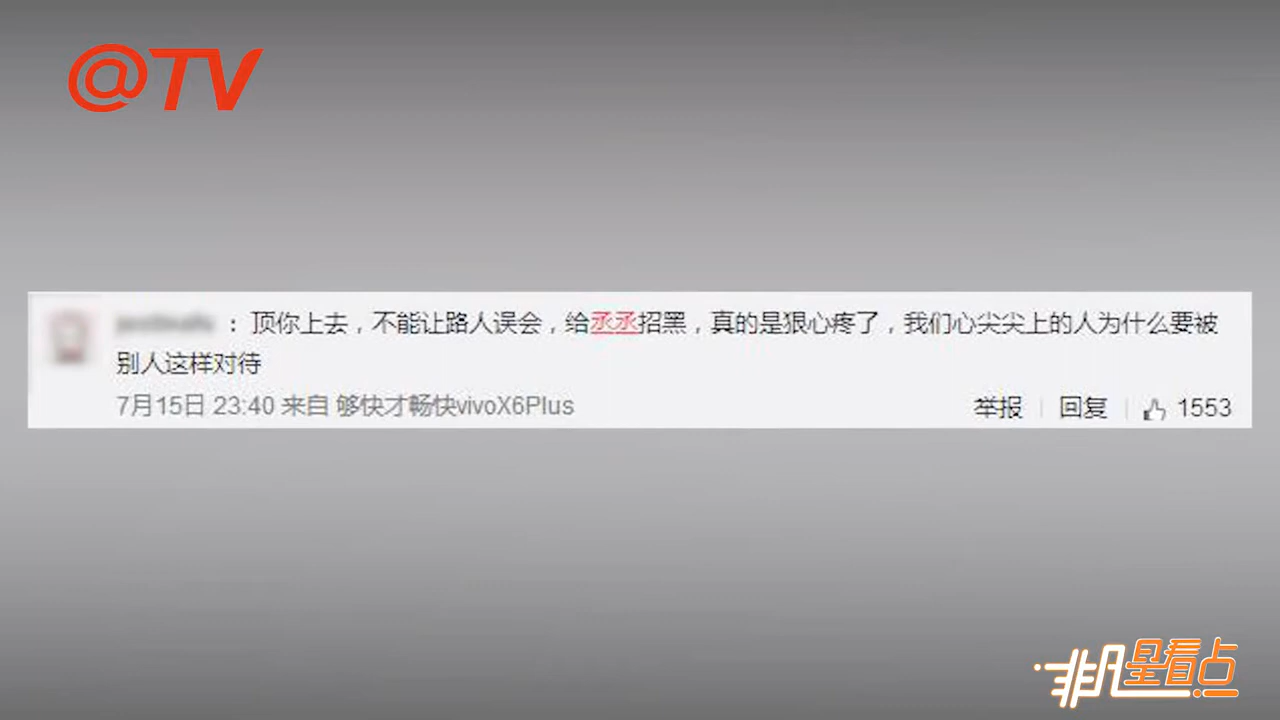 @TV
：顶你上去，不能让路人误会，给丞丞招黑，真的是狠心疼了，我们心尖尖上的人为什么要被
别人这样对待
7月15日 23:40 来自 够快才畅快vivoX6Plus
举报 回复 1553
非凡星看点